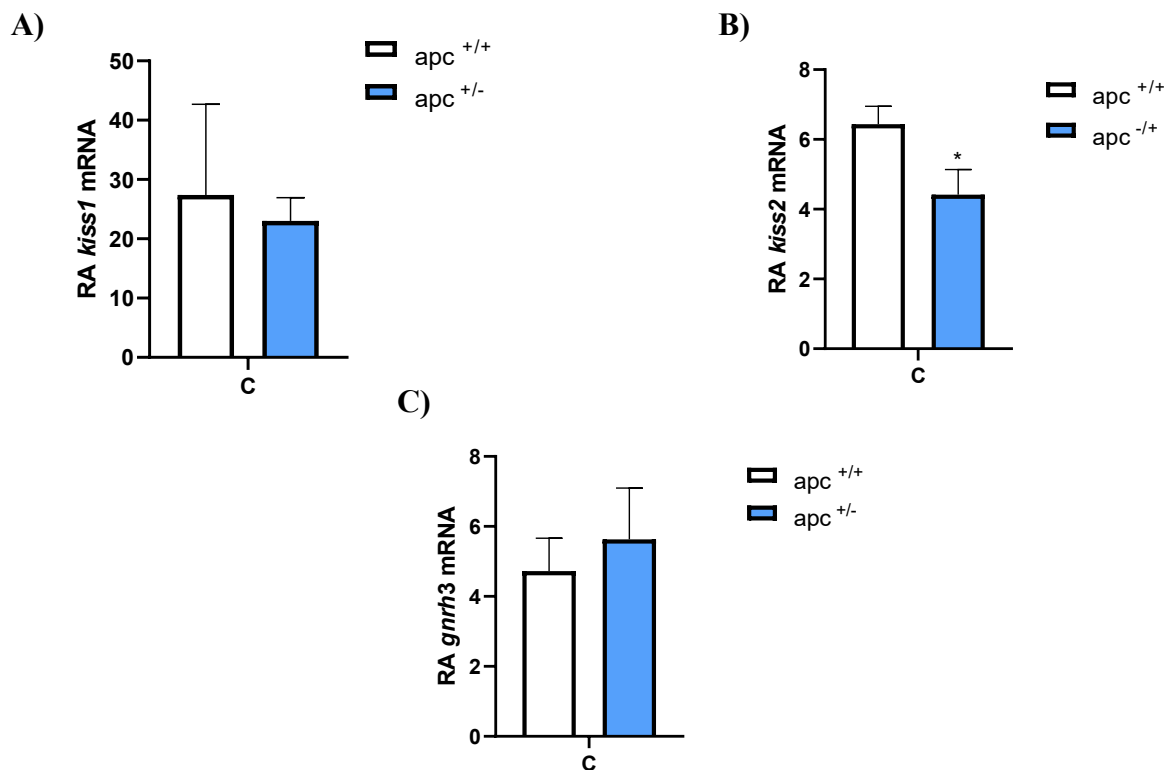 A)
RA kiss1 mRNA
50
40
30
20
10
0
C
apc +/+
apc +/-
B)
RA kiss2 mRNA
8
6
4
2
0
*
C
apc +/+
apc -/+
C)
RA gnrh3 mRNA
8
6
4
2
0
C
apc +/+
apc +/-